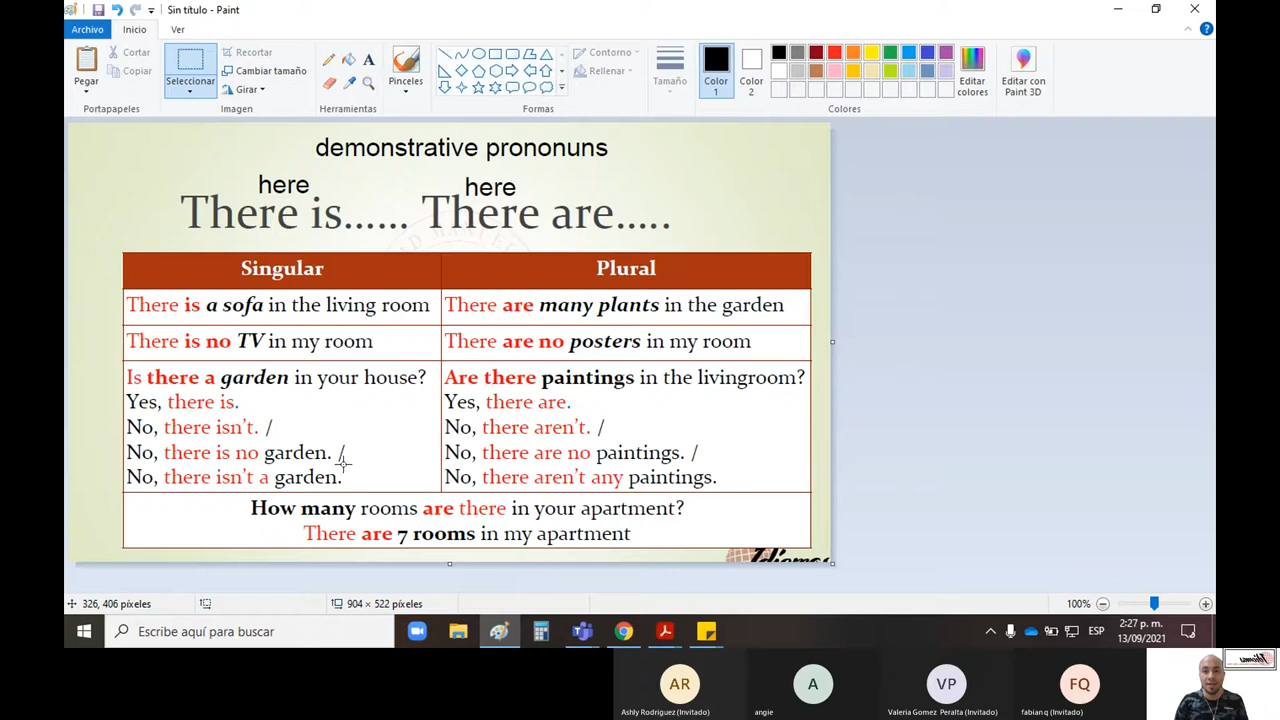 Sin título - Paint
Archivo
Inicio
Ver
Pegar
Cortar
Copiar
Portapapeles
Seleccionar
Recortar
Cambiar tamaño
Girar
Imagen
Herramientas
Pinceles
Contorno
Rellenar
Formas
Tamaño
Color 1
Color 2
Editar colores
Colores
Editar con Paint 3D
demonstrative prononuns
here here
There is...... There are.....
Singular Plural
There is a sofa in the living room There are many plants in the garden
There is no TV in my room There are no posters in my room
Is there a garden in your house? Are there paintings in the livingroom?
Yes, there is. Yes, there are.
No, there isn't. / No, there aren't. /
No, there is no garden. / No, there are no paintings. /
No, there isn't a garden. No, there aren't any paintings.
How many rooms are there in your apartment?
There are 7 rooms in my apartment
Idiomas
326, 406 píxeles
904 × 522 píxeles
100%
Escribe aquí para buscar
ESP
2:27 p. m.
13/09/2021
AR
A
VP
FQ
Ashly Rodriguez (Invitado)
angie
Valeria Gomez Peralta (Invitado)
fabian q (Invitado)
Idiomas